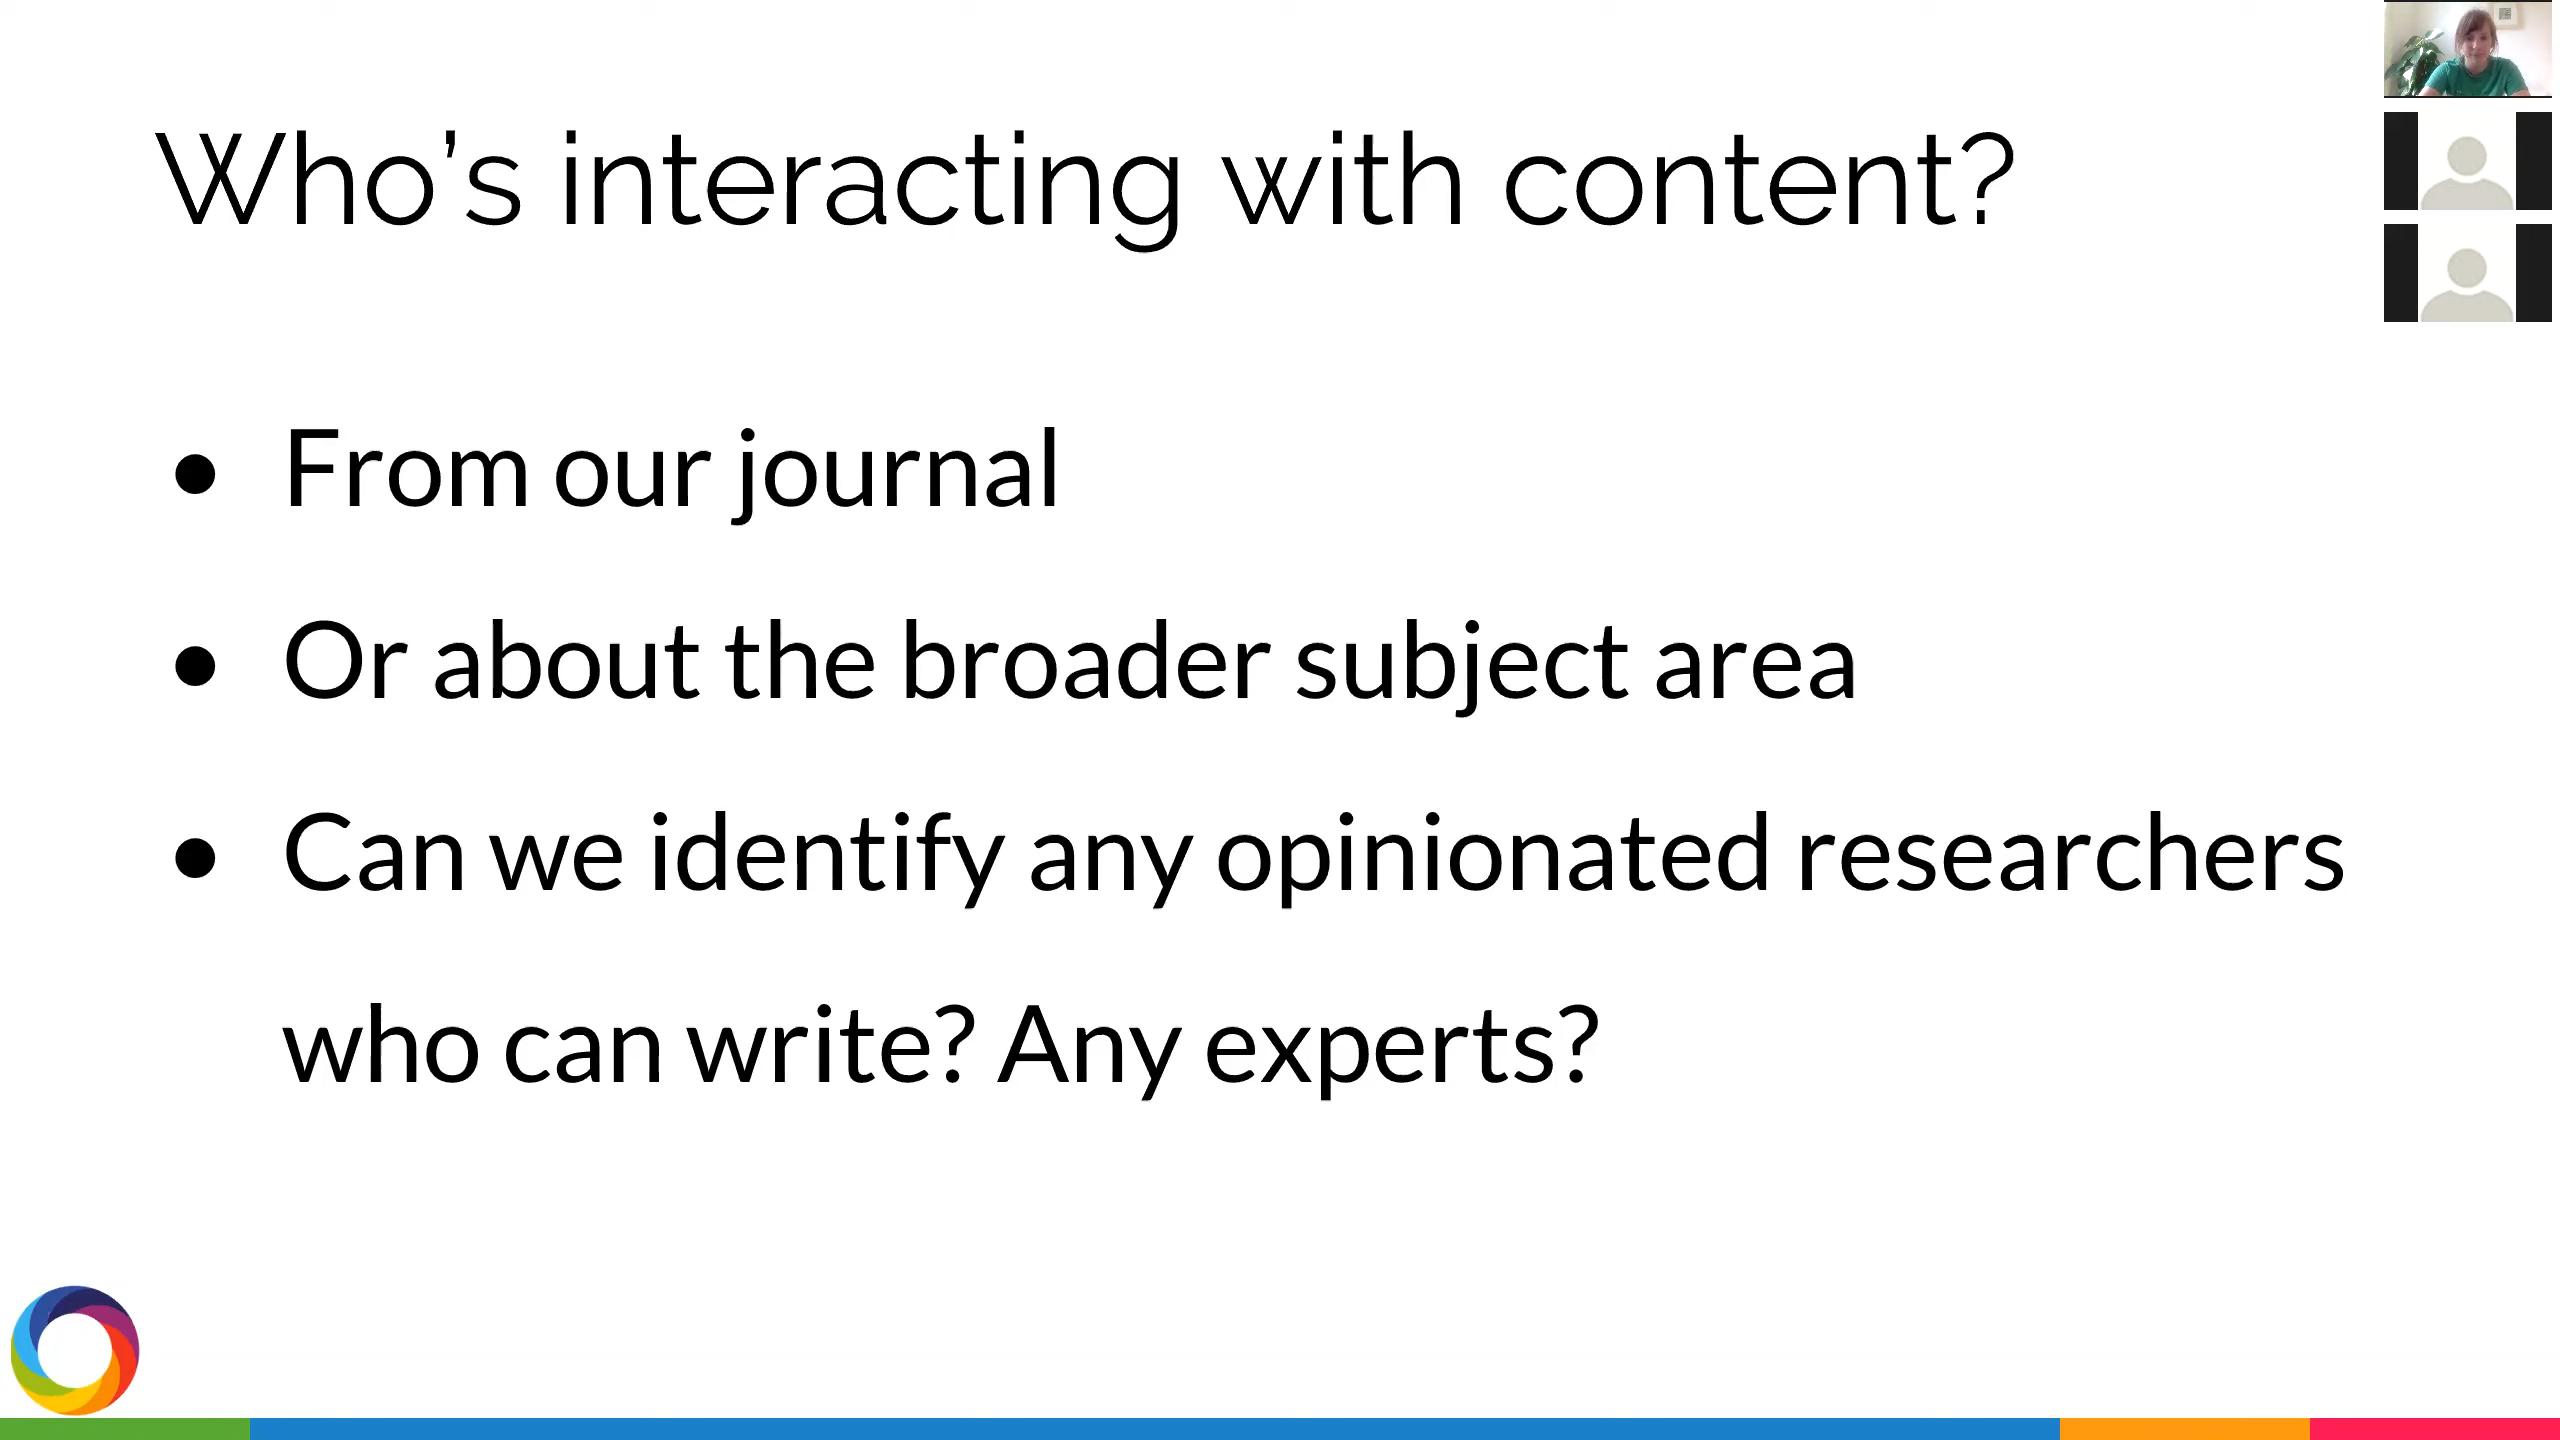 Who’s interacting with content?
● From our journal
● Or about the broader subject area
● Can we identify any opinionated researchers
who can write? Any experts?